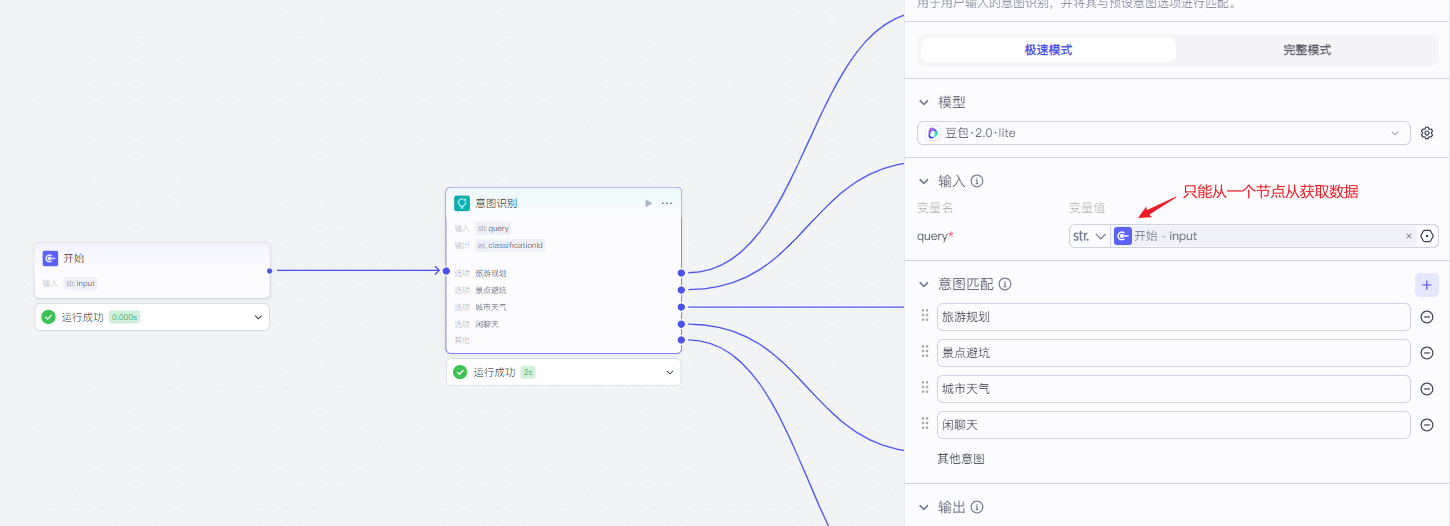 用于用户输入的意图识别，并将其与预设意图选项进行匹配。
极速模式
完整模式
模型
豆包·2.0·lite
输入
只能从一个节点从获取数据
变量名
变量值
query*
str.
开始 - input
意图匹配
旅游规划
景点避坑
城市天气
闲聊天
其他意图
输出
开始
输入 str. input
运行成功 0.000s
意图识别
输入 str. query
输出 int. classificationId
选项 旅游规划
选项 景点避坑
选项 城市天气
选项 闲聊天
其他
运行成功 2s